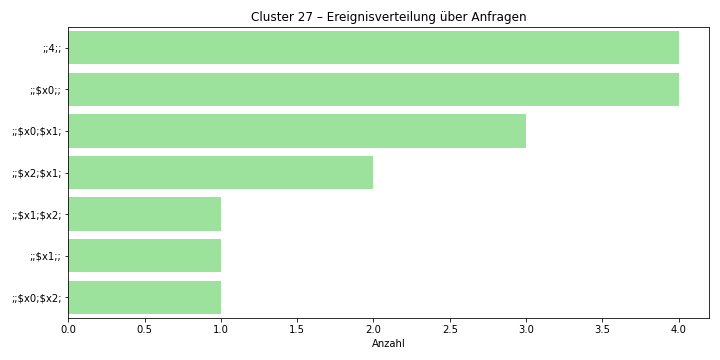 Cluster 27 – Ereignisverteilung über Anfragen
;;4;;
;;$x0;;
;;$x0;$x1;
;;$x2;$x1;
;;$x1;$x2;
;;$x1;;
;;$x0;$x2;
0.0 0.5 1.0 1.5 2.0 2.5 3.0 3.5 4.0
Anzahl